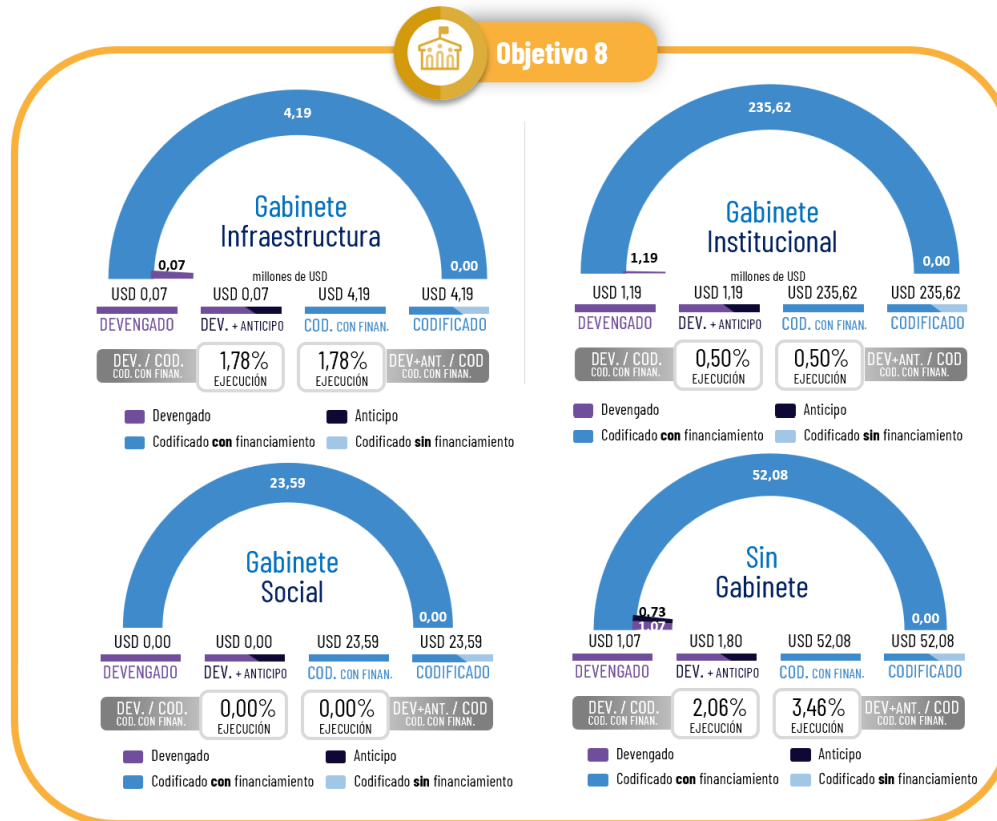 Objetivo 8
4,19
Gabinete
Infraestructura
0,07
0,00
millones de USD
USD 0,07
USD 0,07
USD 4,19
USD 4,19
DEVENGADO
DEV. + ANTICIPO
COD. CON FINAN.
CODIFICADO
DEV. / COD.
COD. CON FINAN.
1,78%
EJECUCIÓN
1,78%
EJECUCIÓN
DEV+ANT. / COD
COD. CON FINAN.
Devengado
Anticipo
Codificado con financiamiento
Codificado sin financiamiento
235,62
Gabinete
Institucional
1,19
0,00
millones de USD
USD 1,19
USD 1,19
USD 235,62
USD 235,62
DEVENGADO
DEV. + ANTICIPO
COD. CON FINAN.
CODIFICADO
DEV. / COD.
COD. CON FINAN.
0,50%
EJECUCIÓN
0,50%
EJECUCIÓN
DEV+ANT. / COD
COD. CON FINAN.
Devengado
Anticipo
Codificado con financiamiento
Codificado sin financiamiento
23,59
Gabinete
Social
0,00
USD 0,00
USD 0,00
USD 23,59
USD 23,59
DEVENGADO
DEV. + ANTICIPO
COD. CON FINAN.
CODIFICADO
DEV. / COD.
COD. CON FINAN.
0,00%
EJECUCIÓN
0,00%
EJECUCIÓN
DEV+ANT. / COD
COD. CON FINAN.
Devengado
Anticipo
Codificado con financiamiento
Codificado sin financiamiento
52,08
Sin
Gabinete
0,73
1,07
0,00
USD 1,07
USD 1,80
USD 52,08
USD 52,08
DEVENGADO
DEV. + ANTICIPO
COD. CON FINAN.
CODIFICADO
DEV. / COD.
COD. CON FINAN.
2,06%
EJECUCIÓN
3,46%
EJECUCIÓN
DEV+ANT. / COD
COD. CON FINAN.
Devengado
Anticipo
Codificado con financiamiento
Codificado sin financiamiento